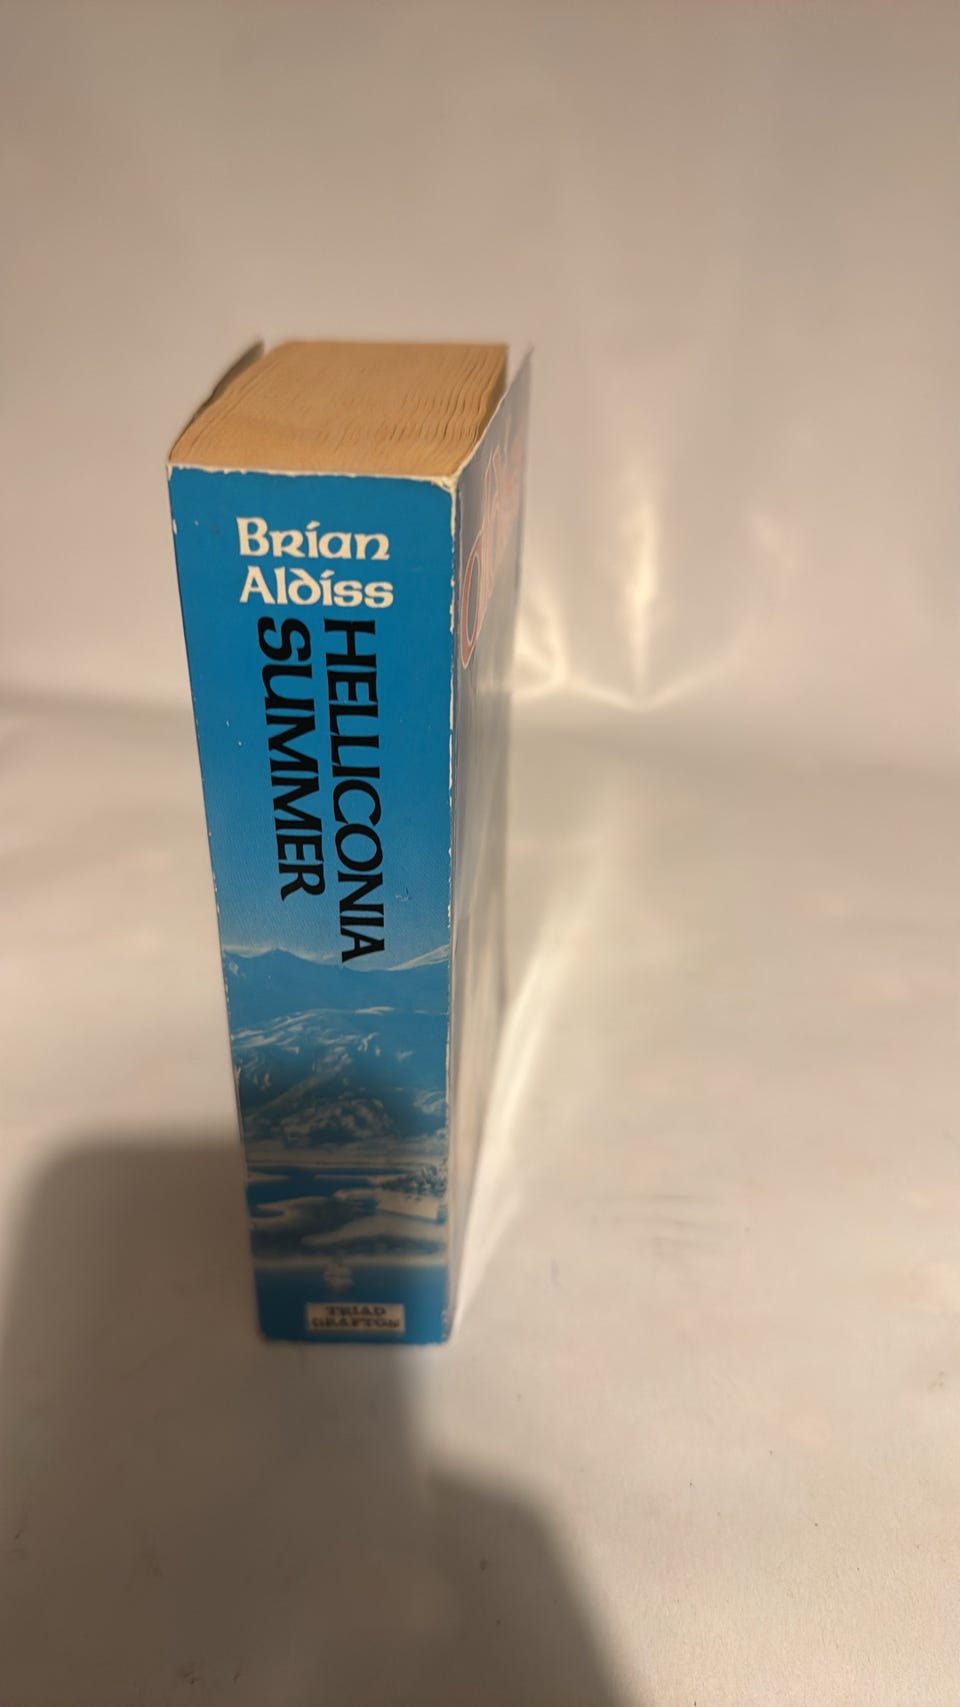 Brian
Aldiss
HELLICONIA
SUMMER
TRIAD
GRAFTON